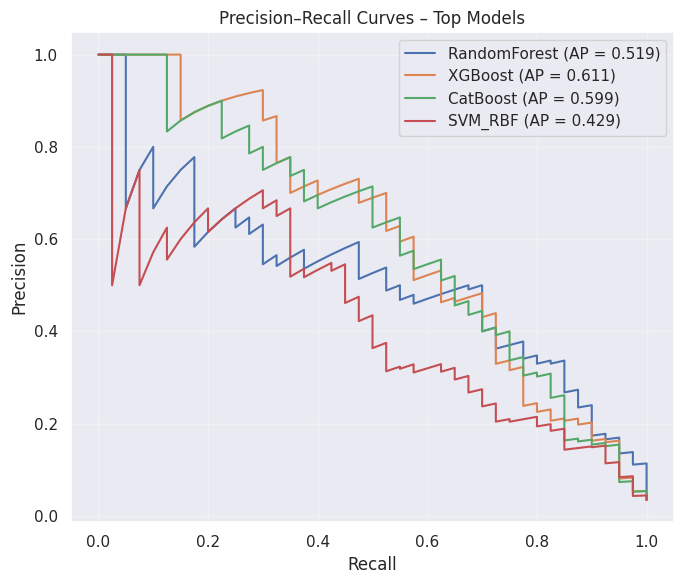 Precision–Recall Curves – Top Models
RandomForest (AP = 0.519)
XGBoost (AP = 0.611)
CatBoost (AP = 0.599)
SVM_RBF (AP = 0.429)
Precision
1.0
0.8
0.6
0.4
0.2
0.0
0.0 0.2 0.4 0.6 0.8 1.0
Recall